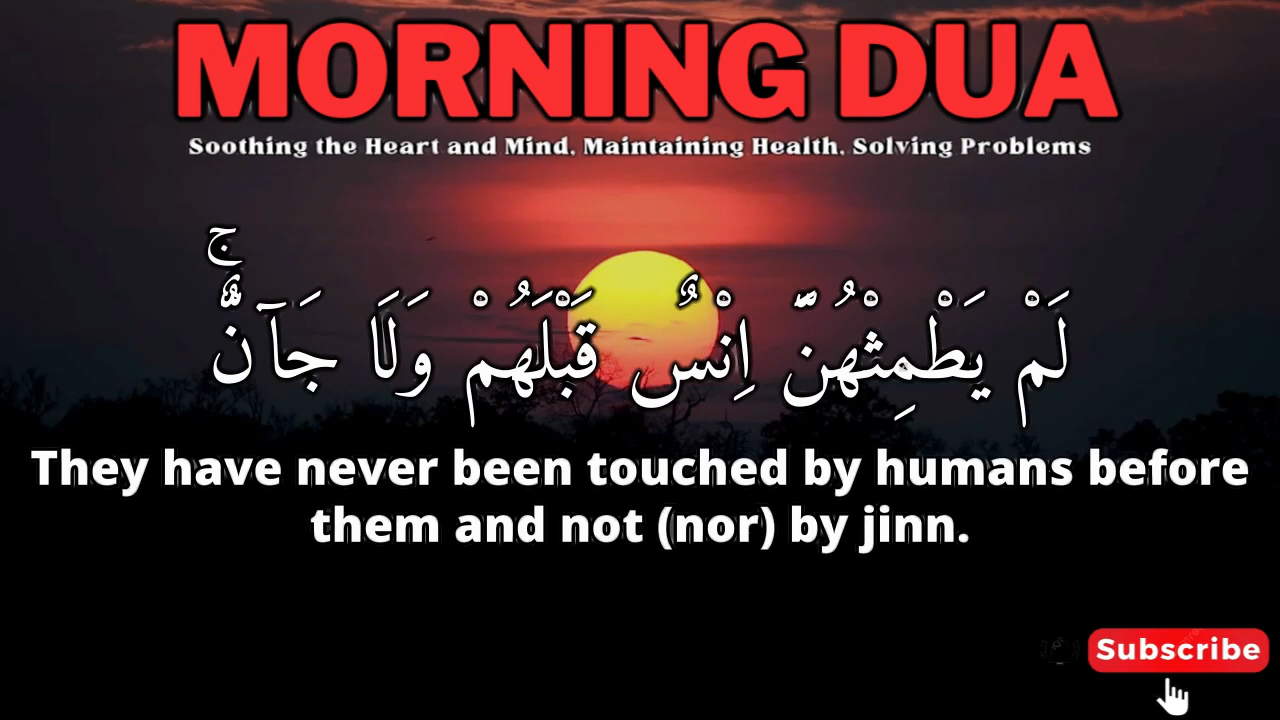 MORNING DUA
Soothing the Heart and Mind, Maintaining Health, Solving Problems
لَمْ يَطْمِثْهُنَّ اِنْسٌ قَبْلَهُمْ وَلَا جَاۤنٌّۚ
They have never been touched by humans before
them and not (nor) by jinn.
Subscribe